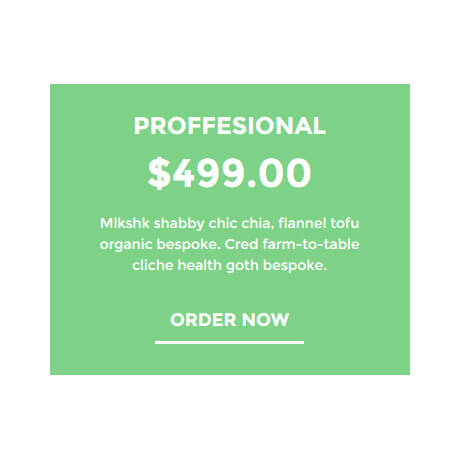 PROFFESIONAL
$499.00
Mlkshk shabby chic chia, flannel tofu
organic bespoke. Cred farm-to-table
cliche health goth bespoke.
ORDER NOW